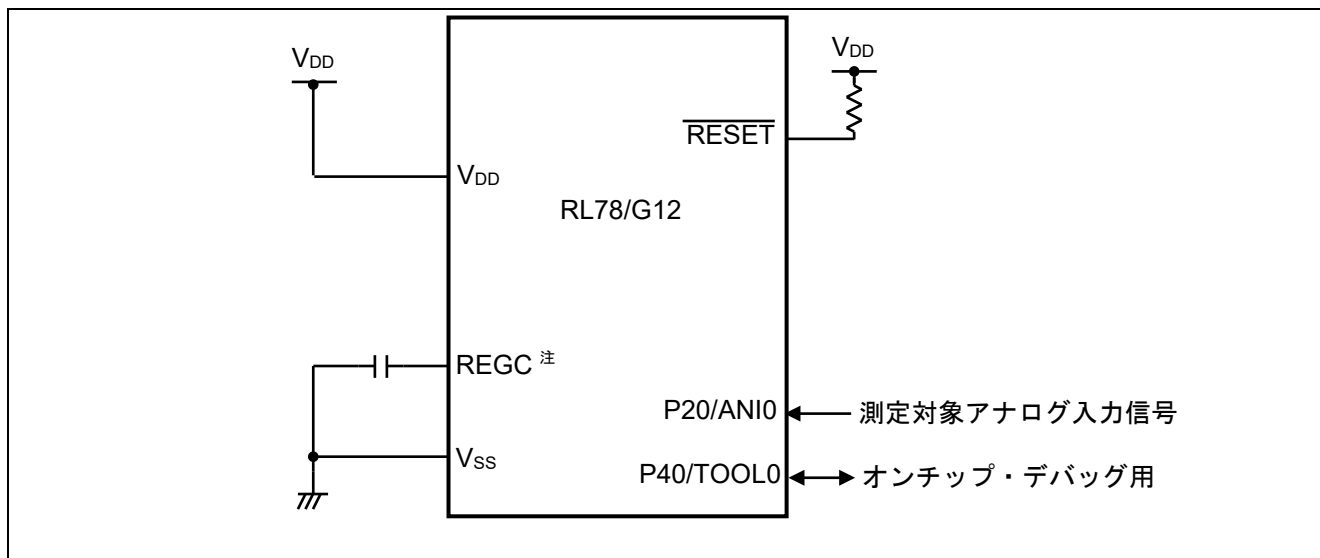 VDD
VDD
RESET
VDD
RL78/G12
REGC 注
P20/ANI0
測定対象アナログ入力信号
VSS
P40/TOOL0
オンチップ・デバッグ用